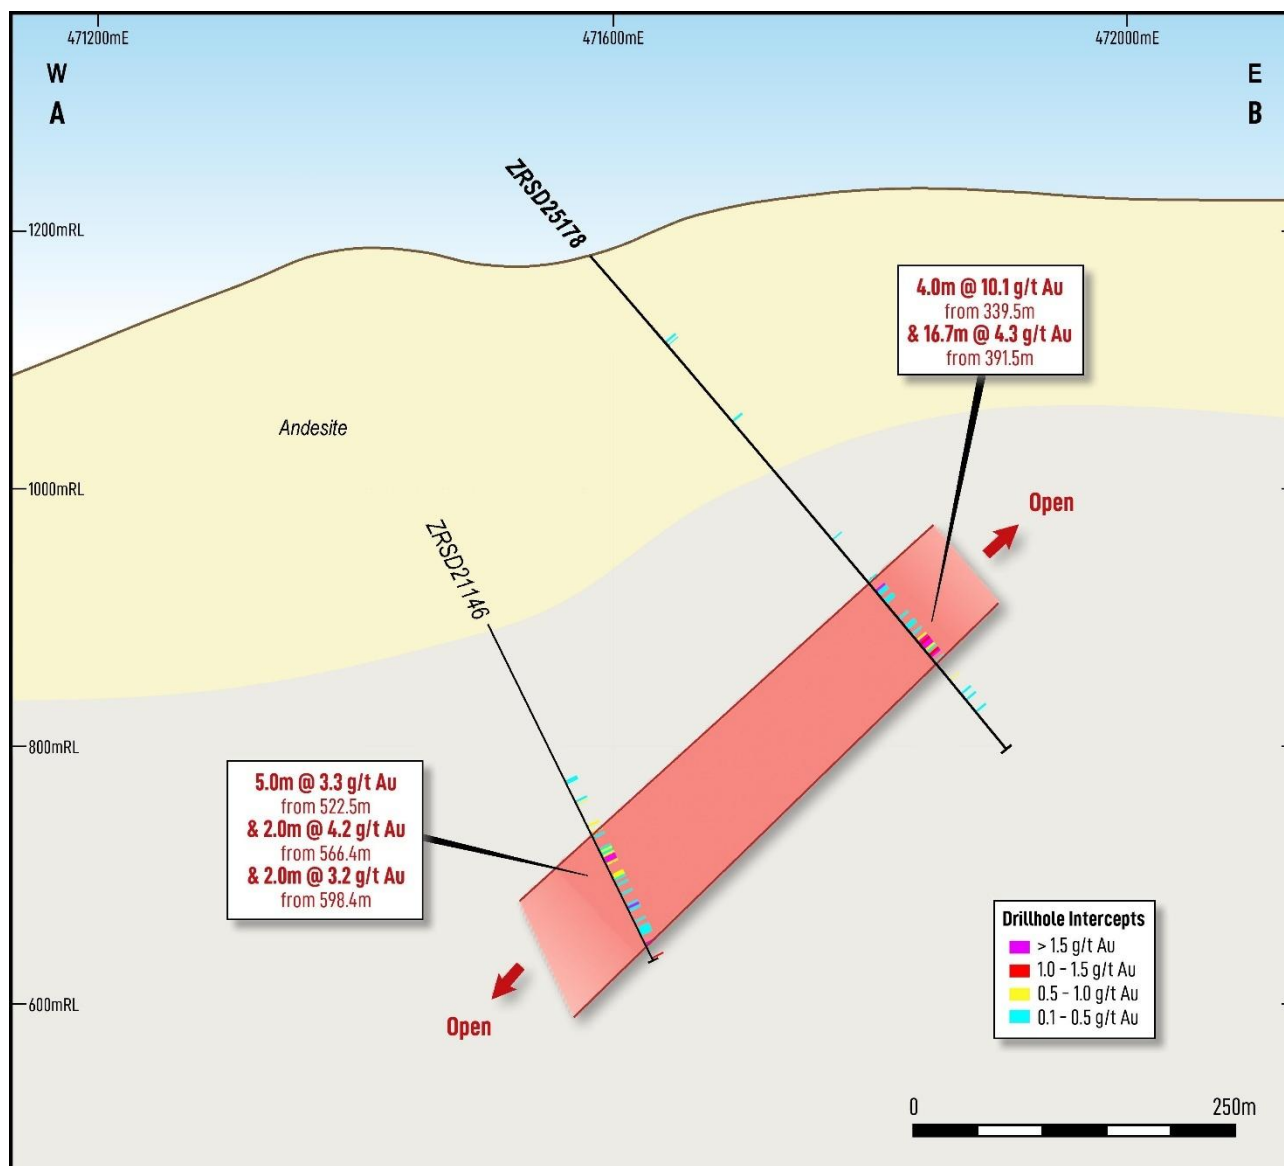 471200mE
471600mE
472000mE
W
E
A
B
ZRSD25178
1200mRL
4.0m @ 10.1 g/t Au
from 339.5m
& 16.7m @ 4.3 g/t Au
from 391.5m
Andesite
1000mRL
Open
ZRSD21146
800mRL
5.0m @ 3.3 g/t Au
from 522.5m
& 2.0m @ 4.2 g/t Au
from 566.4m
& 2.0m @ 3.2 g/t Au
from 598.4m
Drillhole Intercepts
> 1.5 g/t Au
1.0 – 1.5 g/t Au
0.5 – 1.0 g/t Au
0.1 – 0.5 g/t Au
600mRL
Open
0
250m